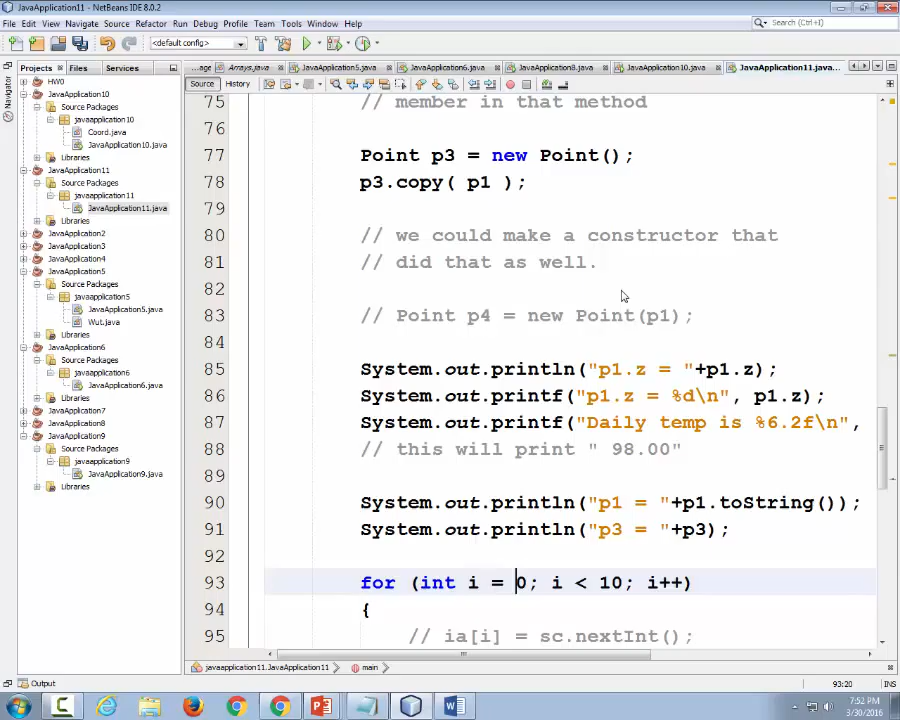 JavaApplication11 - NetBeans IDE 8.0.2
File Edit View Navigate Source Refactor Run Debug Profile Team Tools Window Help
<default config>
Search (Ctrl+I)
Projects Files Services
...age Arrays.java JavaApplication5.java JavaApplication6.java JavaApplication8.java JavaApplication10.java JavaApplication11.java...
Source History
Navigator
HW0
JavaApplication10
Source Packages
javaapplication10
Coord.java
JavaApplication10.java
Libraries
JavaApplication11
Source Packages
javaapplication11
JavaApplication11.java
Libraries
JavaApplication2
JavaApplication3
JavaApplication4
JavaApplication5
Source Packages
javaapplication5
JavaApplication5.java
Wut.java
Libraries
JavaApplication6
Source Packages
javaapplication6
JavaApplication6.java
Libraries
JavaApplication7
JavaApplication8
JavaApplication9
Source Packages
javaapplication9
JavaApplication9.java
Libraries
75 // member in that method
76
77 Point p3 = new Point();
78 p3.copy( p1 );
79
80 // we could make a constructor that
81 // did that as well.
82
83 // Point p4 = new Point(p1);
84
85 System.out.println("p1.z = "+p1.z);
86 System.out.printf("p1.z = %d\n", p1.z);
87 System.out.printf("Daily temp is %6.2f\n",
88 // this will print " 98.00"
89
90 System.out.println("p1 = "+p1.toString());
91 System.out.println("p3 = "+p3);
92
93 for (int i = 0; i < 10; i++)
94 {
95 // ia[i] = sc.nextInt();
javaapplication11.JavaApplication11 main
Output
93:20 INS
7:52 PM
3/30/2016